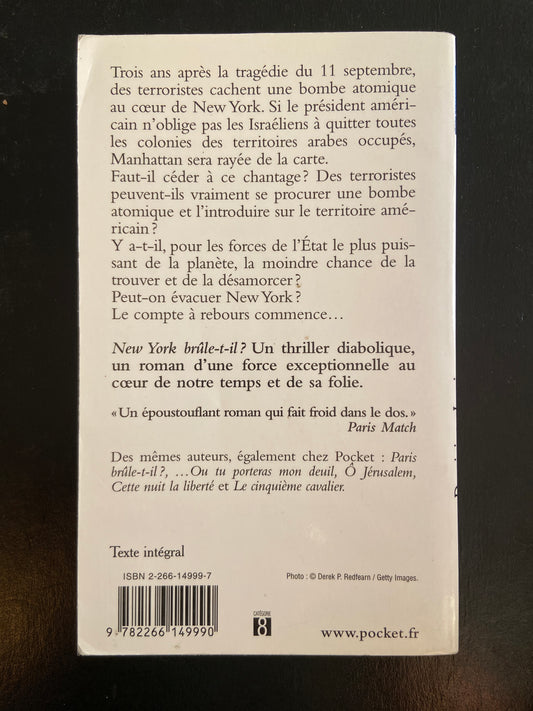 Trois ans après la tragédie du 11 septembre,
des terroristes cachent une bombe atomique
au cœur de New York. Si le président améri-
cain n'oblige pas les Israéliens à quitter toutes
les colonies des territoires arabes occupés,
Manhattan sera rayée de la carte.
Faut-il céder à ce chantage ? Des terroristes
peuvent-ils vraiment se procurer une bombe
atomique et l'introduire sur le territoire amé-
ricain ?
Y a-t-il, pour les forces de l'État le plus puis-
sant de la planète, la moindre chance de la
trouver et de la désamorcer ?
Peut-on évacuer New York ?
Le compte à rebours commence…
New York brûle-t-il ? Un thriller diabolique,
un roman d'une force exceptionnelle au
cœur de notre temps et de sa folie.
« Un époustouflant roman qui fait froid dans le dos. »
Paris Match
Des mêmes auteurs, également chez Pocket : Paris
brûle-t-il ?, …Ou tu porteras mon deuil, Ô Jérusalem,
Cette nuit la liberté et Le cinquième cavalier.
Texte intégral
ISBN 2-266-14999-7
Photo : © Derek P. Redfearn / Getty Images.
9 782266 149990
CATÉGORIE
8
www.pocket.fr